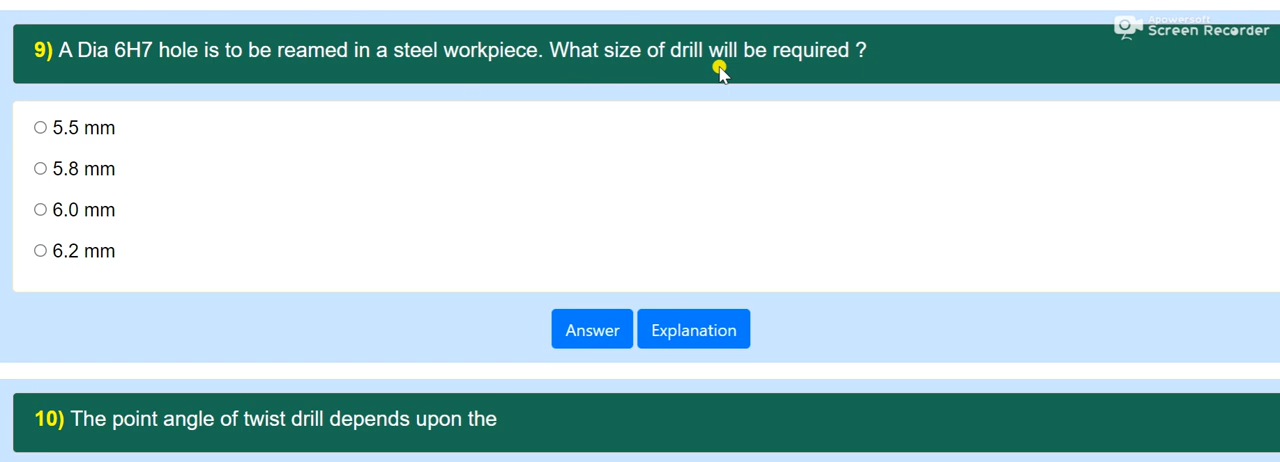 Apowersoft
Screen Recorder
9) A Dia 6H7 hole is to be reamed in a steel workpiece. What size of drill will be required ?
5.5 mm
5.8 mm
6.0 mm
6.2 mm
Answer
Explanation
10) The point angle of twist drill depends upon the